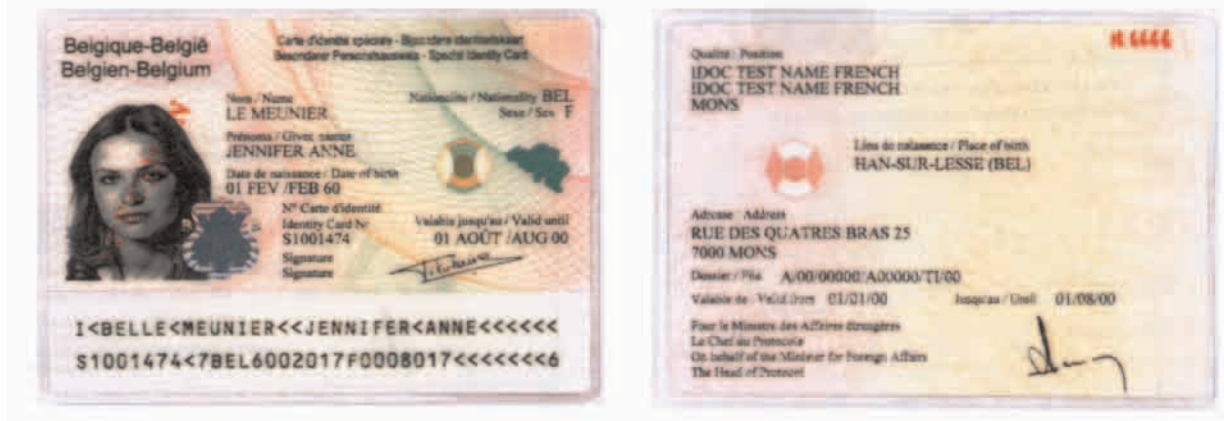 Belgique-België
Belgien-Belgium
Carte d'identité spéciale - Bijzondere identiteitskaart
Besonderer Personalausweis - Special Identity Card
Nom / Name
LE MEUNIER
Nationalité / Nationality BEL
Sexe / Sex F
Prénoms / Given names
JENNIFER ANNE
Date de naissance / Date of birth
01 FEV /FEB 60
N° Carte d'identité
Identity Card Nr
S1001474
Valable jusqu'au / Valid until
01 AOÛT /AUG 00
Signature
Signature
I<BELLE<MEUNIER<<JENNIFER<ANNE<<<<<<
S1001474<7BEL6002017F0008017<<<<<<<6
Qualité / Position
IDOC TEST NAME FRENCH
IDOC TEST NAME FRENCH
MONS
6666
Lieu de naissance / Place of birth
HAN-SUR-LESSE (BEL)
Adresse / Address
RUE DES QUATRES BRAS 25
7000 MONS
Dossier / File A/00/00000/A00000/TI/00
Valable de / Valid from 01/01/00 Jusqu'au / Until 01/08/00
Pour le Ministre des Affaires étrangères
Le Chef du Protocole
On behalf of the Minister for Foreign Affairs
The Head of Protocol